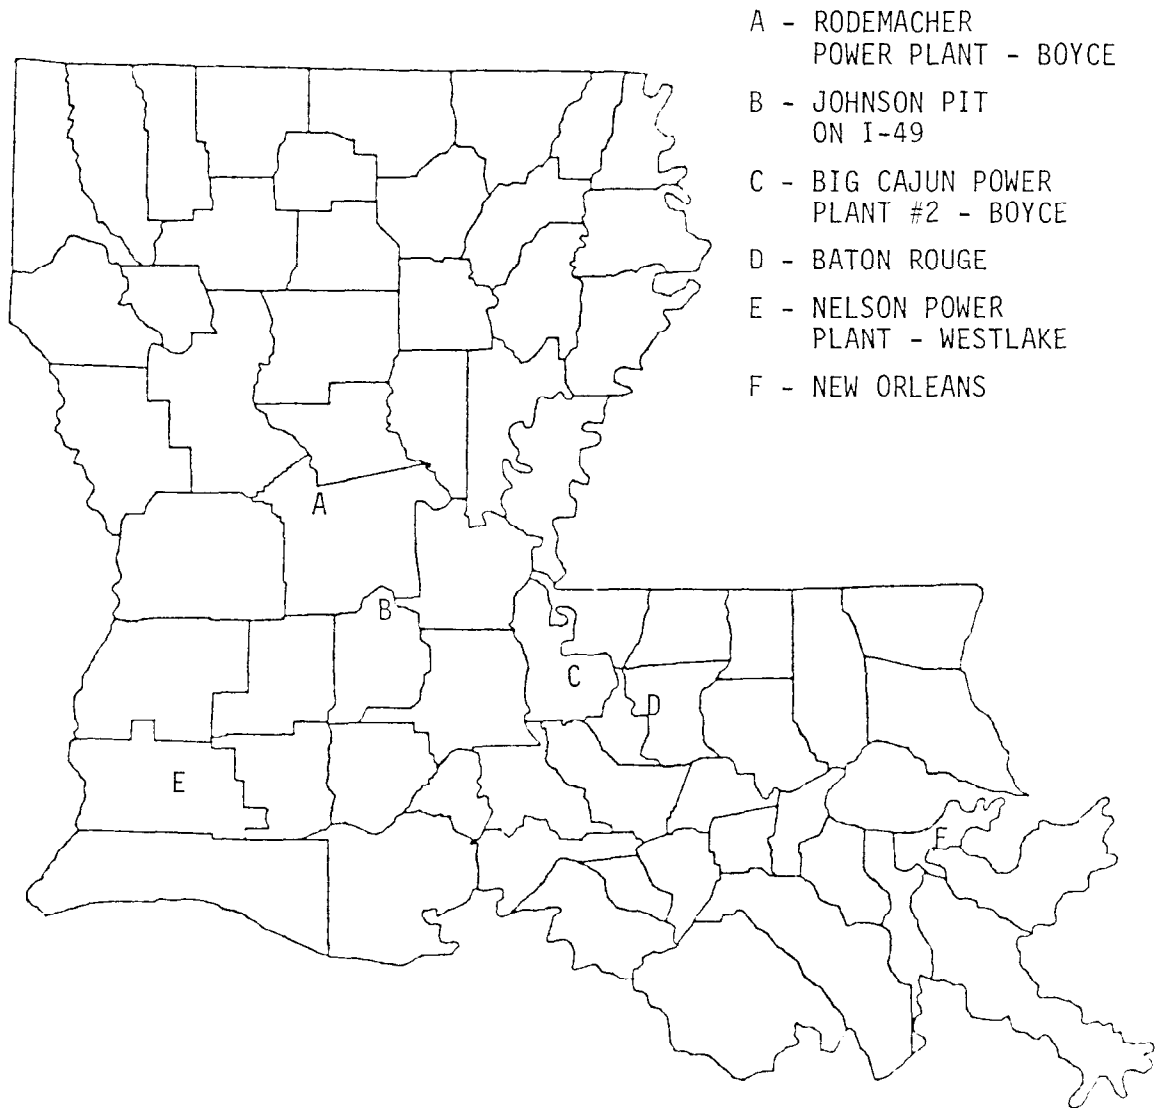 A - RODEMACHER
POWER PLANT - BOYCE
B - JOHNSON PIT
ON I-49
C - BIG CAJUN POWER
PLANT #2 - BOYCE
D - BATON ROUGE
E - NELSON POWER
PLANT - WESTLAKE
F - NEW ORLEANS
A
B
C
D
E
F